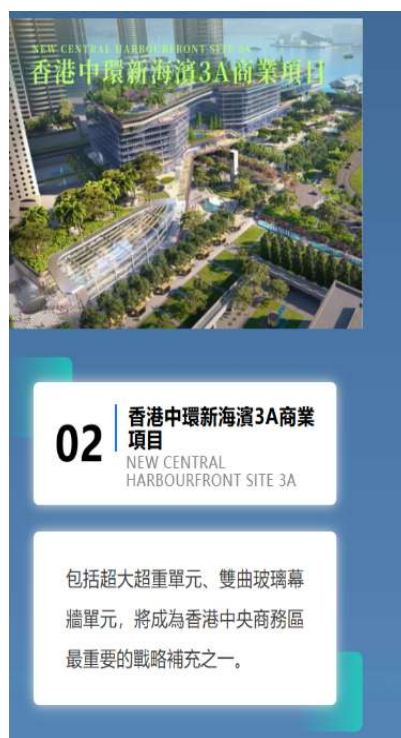 NEW CENTRAL HARBOURFRONT SITE 3A
香港中環新海濱3A商業項目
02
香港中環新海濱3A商業
項目
NEW CENTRAL
HARBOURFRONT SITE 3A
包括超大超重單元、雙曲玻璃幕
牆單元，將成為香港中央商務區
最重要的戰略補充之一。